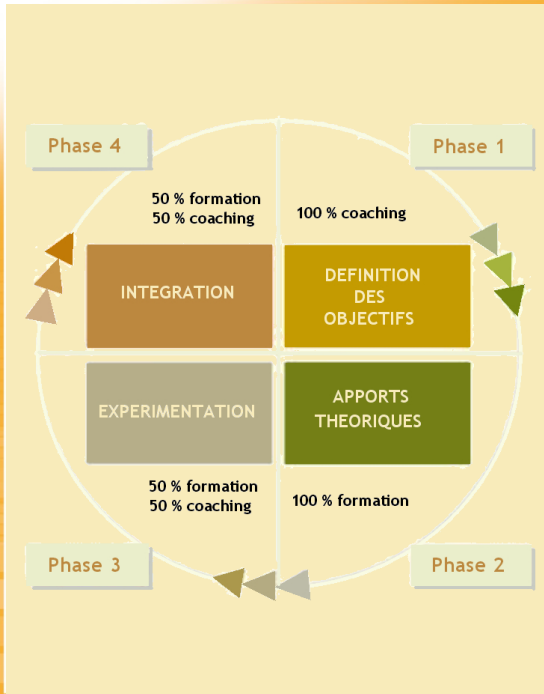 Phase 4
Phase 1
50 % formation
50 % coaching
100 % coaching
INTEGRATION
DEFINITION
DES
OBJECTIFS
EXPERIMENTATION
APPORTS
THEORIQUES
50 % formation
50 % coaching
100 % formation
Phase 3
Phase 2